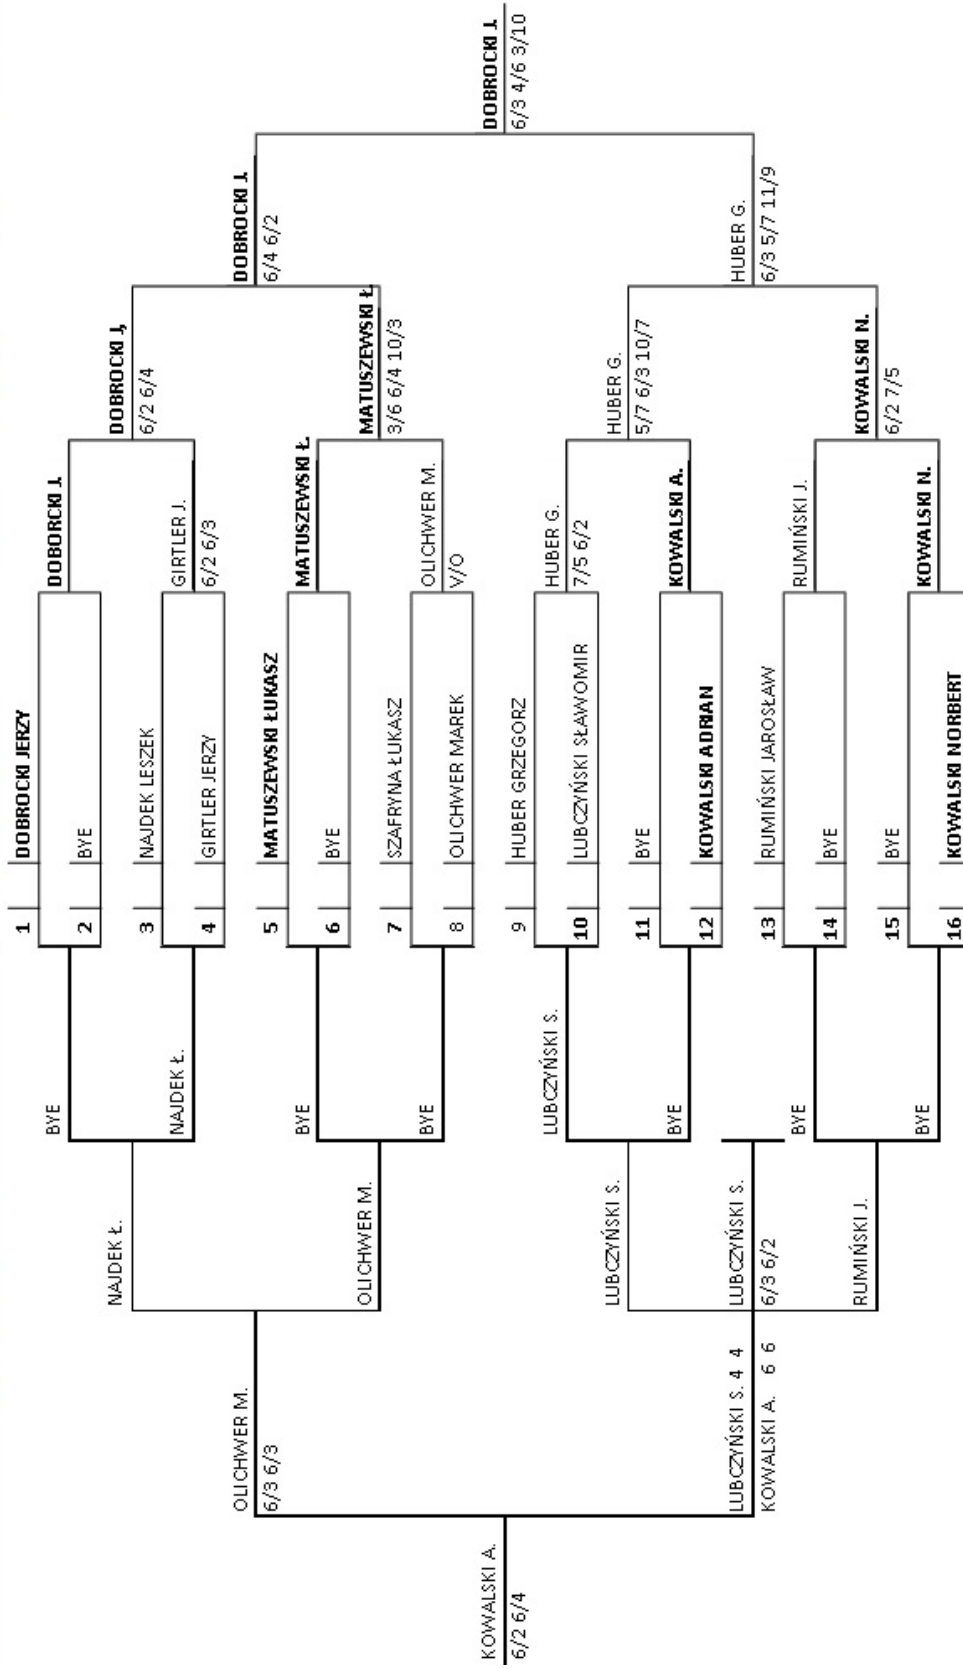 1 DOBROCKI JERZY
2 BYE
3 NAJDEK LESZEK
4 GIRTLER JERZY
5 MATUSZEWSKI ŁUKASZ
6 BYE
7 SZAFRYNA ŁUKASZ
8 OLICHWER MAREK
9 HUBER GRZEGORZ
10 LUBCZYŃSKI SŁAWOMIR
11 BYE
12 KOWALSKI ADRIAN
13 RUMIŃSKI JAROSŁAW
14 BYE
15 BYE
16 KOWALSKI NORBERT
DOBORCKI J.
GIRTLER J.
6/2 6/3
MATUSZEWSKI Ł.
OLICHWER M.
V/O
HUBER G.
7/5 6/2
KOWALSKI A.
RUMIŃSKI J.
KOWALSKI N.
DOBROCKI J,
6/2 6/4
MATUSZEWSKI Ł.
3/6 6/4 10/3
HUBER G.
5/7 6/3 10/7
KOWALSKI N.
6/2 7/5
DOBROCKI J.
6/4 6/2
HUBER G.
6/3 5/7 11/9
DOBROCKI J.
6/3 4/6 3/10
BYE
NAJDEK Ł.
BYE
BYE
LUBCZYŃSKI S.
BYE
BYE
BYE
NAJDEK Ł.
OLICHWER M.
LUBCZYŃSKI S.
LUBCZYŃSKI S.
6/3 6/2
RUMIŃSKI J.
OLICHWER M.
6/3 6/3
LUBCZYŃSKI S. 4 4
KOWALSKI A. 6 6
KOWALSKI A.
6/2 6/4